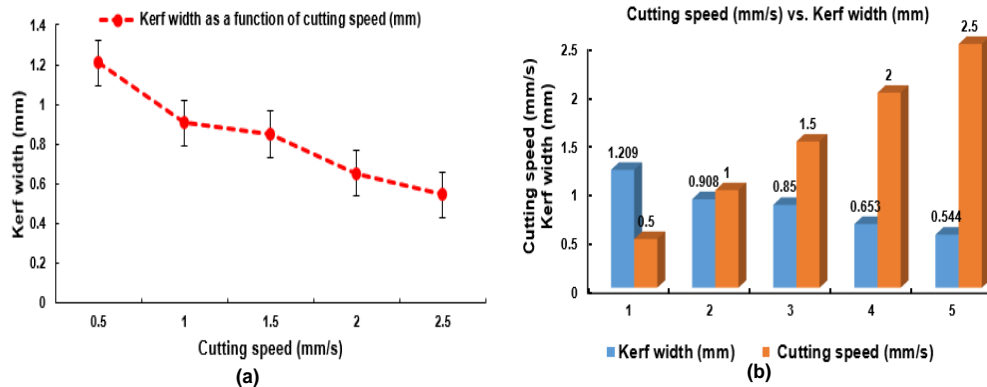 Kerf width as a function of cutting speed (mm)
1.4
1.2
1
0.8
0.6
0.4
0.2
0
Kerf width (mm)
0.5 1 1.5 2 2.5
Cutting speed (mm/s)
(a)
Cutting speed (mm/s) vs. Kerf width (mm)
2.5
2
1.5
1
0.5
0
Cutting speed (mm/s)
Kerf width (mm)
1.209
0.5
0.908
1
0.85
1.5
0.653
2
0.544
2.5
1 2 3 4 5
Kerf width (mm) Cutting speed (mm/s)
(b)